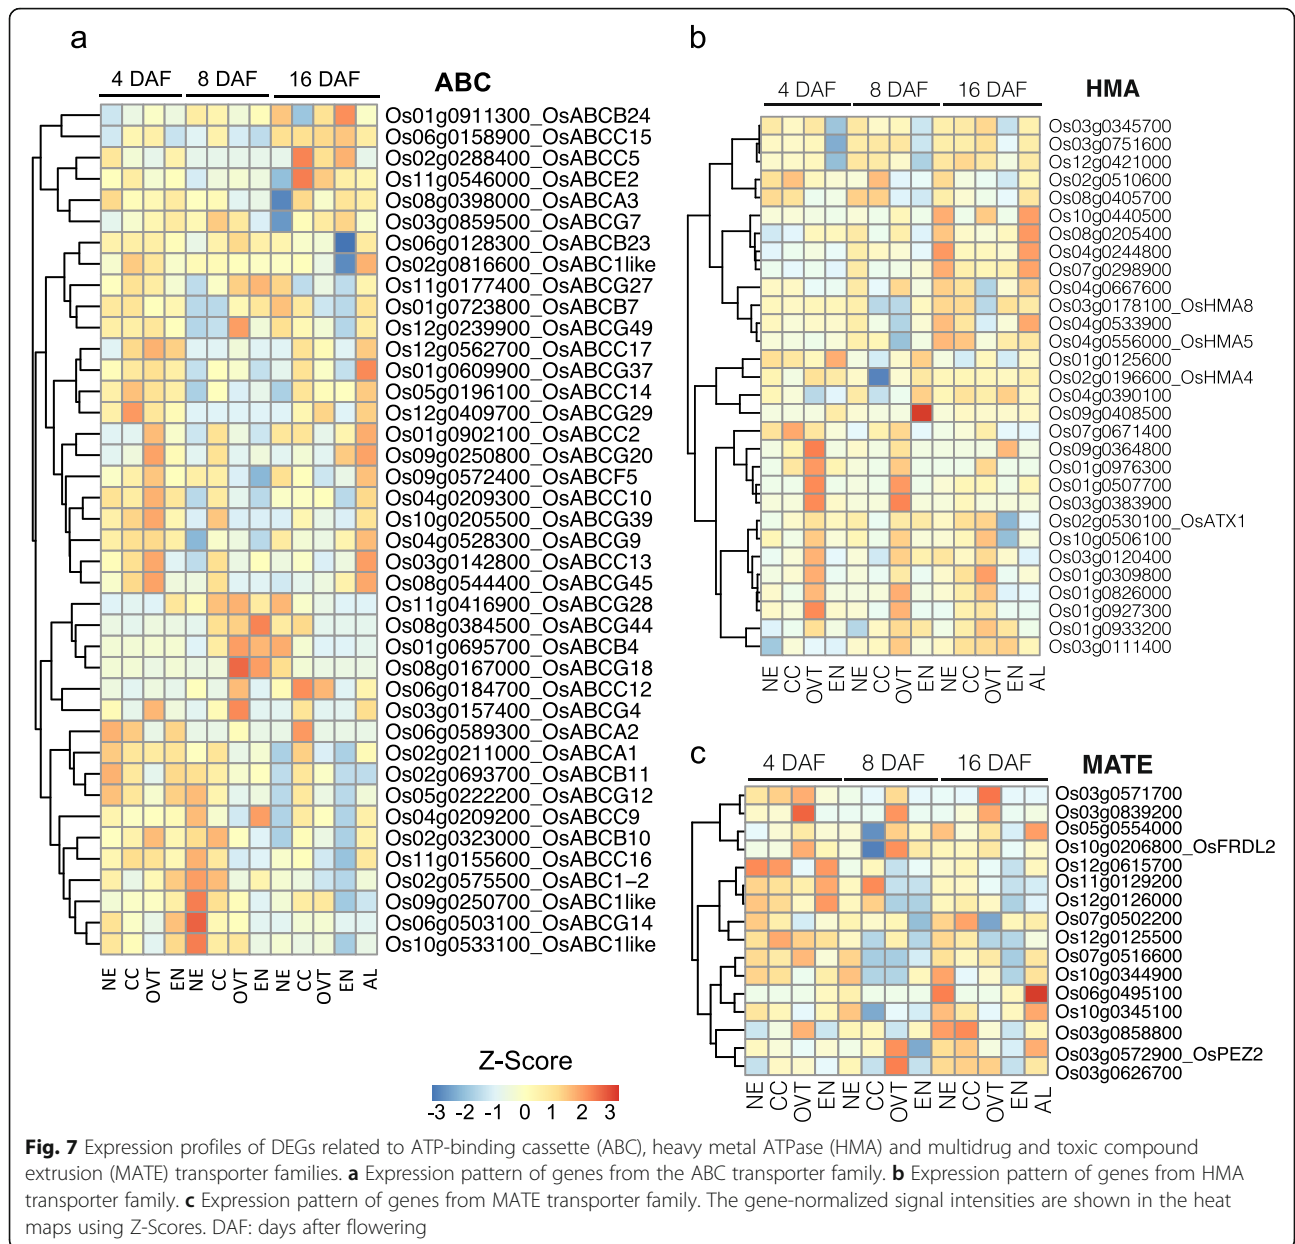 a
4 DAF 8 DAF 16 DAF
ABC
Os01g0911300_OsABCB24
Os06g0158900_OsABCC15
Os02g0288400_OsABCC5
Os11g0546000_OsABCE2
Os08g0398000_OsABCA3
Os03g0859500_OsABCG7
Os06g0128300_OsABCB23
Os02g0816600_OsABC1like
Os11g0177400_OsABCG27
Os01g0723800_OsABCB7
Os12g0239900_OsABCG49
Os12g0562700_OsABCC17
Os01g0609900_OsABCG37
Os05g0196100_OsABCC14
Os12g0409700_OsABCG29
Os01g0902100_OsABCC2
Os09g0250800_OsABCG20
Os09g0572400_OsABCF5
Os04g0209300_OsABCC10
Os10g0205500_OsABCG39
Os04g0528300_OsABCG9
Os03g0142800_OsABCC13
Os08g0544400_OsABCG45
Os11g0416900_OsABCG28
Os08g0384500_OsABCG44
Os01g0695700_OsABCB4
Os08g0167000_OsABCG18
Os06g0184700_OsABCC12
Os03g0157400_OsABCG4
Os06g0589300_OsABCA2
Os02g0211000_OsABCA1
Os02g0693700_OsABCB11
Os05g0222200_OsABCG12
Os04g0209200_OsABCC9
Os02g0323000_OsABCB10
Os11g0155600_OsABCC16
Os02g0575500_OsABC1−2
Os09g0250700_OsABC1like
Os06g0503100_OsABCG14
Os10g0533100_OsABC1like
NE CC OVT EN NE CC OVT EN NE CC OVT EN AL
Z-Score
-3 -2 -1 0 1 2 3
b
4 DAF 8 DAF 16 DAF
HMA
Os03g0345700
Os03g0751600
Os12g0421000
Os02g0510600
Os08g0405700
Os10g0440500
Os08g0205400
Os04g0244800
Os07g0298900
Os04g0667600
Os03g0178100_OsHMA8
Os04g0533900
Os04g0556000_OsHMA5
Os01g0125600
Os02g0196600_OsHMA4
Os04g0390100
Os09g0408500
Os07g0671400
Os09g0364800
Os01g0976300
Os01g0507700
Os03g0383900
Os02g0530100_OsATX1
Os10g0506100
Os03g0120400
Os01g0309800
Os01g0826000
Os01g0927300
Os01g0933200
Os03g0111400
NE CC OVT EN NE CC OVT EN NE CC OVT EN AL
c
4 DAF 8 DAF 16 DAF
MATE
Os03g0571700
Os03g0839200
Os05g0554000
Os10g0206800_OsFRDL2
Os12g0615700
Os11g0129200
Os12g0126000
Os07g0502200
Os12g0125500
Os07g0516600
Os10g0344900
Os06g0495100
Os10g0345100
Os03g0858800
Os03g0572900_OsPEZ2
Os03g0626700
NE CC OVT EN NE CC OVT EN NE CC OVT EN AL
Fig. 7 Expression profiles of DEGs related to ATP-binding cassette (ABC), heavy metal ATPase (HMA) and multidrug and toxic compound
extrusion (MATE) transporter families. a Expression pattern of genes from the ABC transporter family. b Expression pattern of genes from HMA
transporter family. c Expression pattern of genes from MATE transporter family. The gene-normalized signal intensities are shown in the heat
maps using Z-Scores. DAF: days after flowering